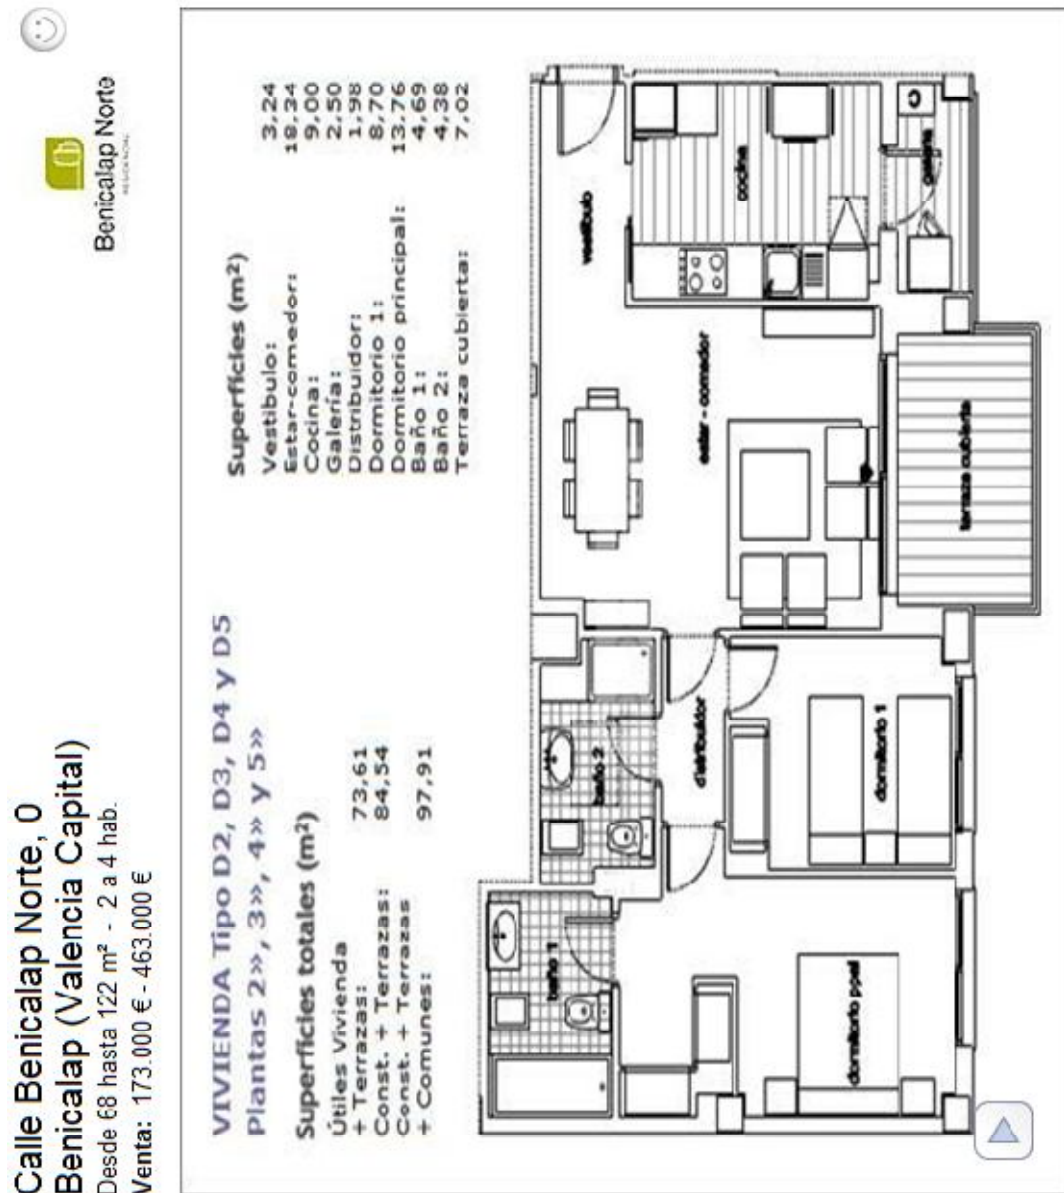 Calle Benicalap Norte, 0
Benicalap (Valencia Capital)
Desde 68 hasta 122 m² - 2 a 4 hab.
Venta: 173.000 € - 463.000 €
Benicalap Norte
RESIDENCIAL
VIVIENDA Tipo D2, D3, D4 y D5
Plantas 2», 3», 4» y 5»
Superficies totales (m²)
Útiles Vivienda
+ Terrazas: 73,61
Const. + Terrazas: 84,54
Const. + Terrazas
+ Comunes: 97,91
Superficies (m²)
Vestibulo: 3,24
Estar-comedor: 18,34
Cocina: 9,00
Galería: 2,50
Distribuidor: 1,98
Dormitorio 1: 8,70
Dormitorio principal: 13,76
Baño 1: 4,69
Baño 2: 4,38
Terraza cubierta: 7,02
baño 1
baño 2
vestíbulo
cocina
galería
distribuidor
estar - comedor
dormitorio ppal
dormitorio 1
terraza cubierta